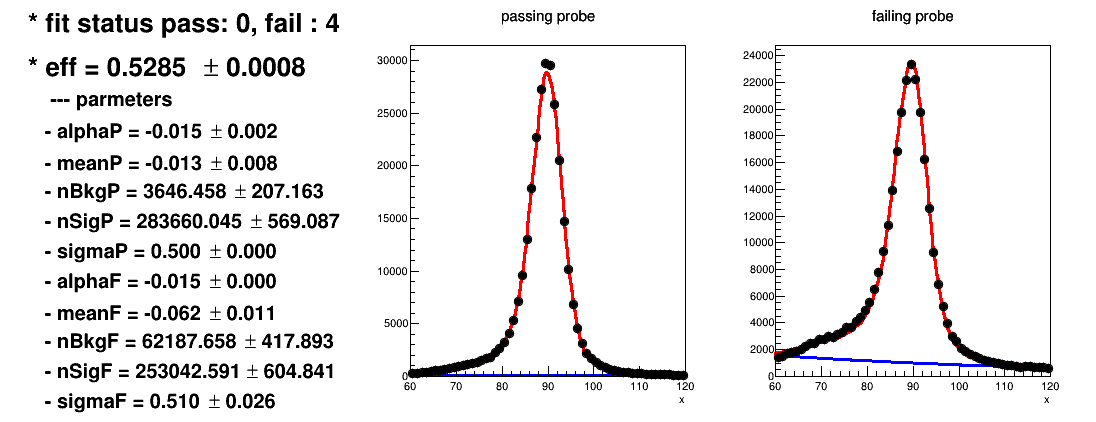 * fit status pass: 0, fail : 4
* eff = 0.5285 ± 0.0008
--- parmeters
- alphaP = -0.015 ± 0.002
- meanP = -0.013 ± 0.008
- nBkgP = 3646.458 ± 207.163
- nSigP = 283660.045 ± 569.087
- sigmaP = 0.500 ± 0.000
- alphaF = -0.015 ± 0.000
- meanF = -0.062 ± 0.011
- nBkgF = 62187.658 ± 417.893
- nSigF = 253042.591 ± 604.841
- sigmaF = 0.510 ± 0.026
passing probe
30000
25000
20000
15000
10000
5000
0
60 70 80 90 100 110 120
x
failing probe
24000
22000
20000
18000
16000
14000
12000
10000
8000
6000
4000
2000
0
60 70 80 90 100 110 120
x